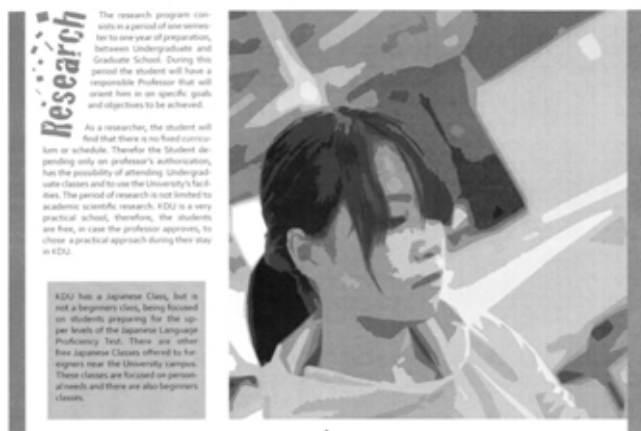 Research
The research program con-
sists in a period of one semes-
ter to one year of preparation,
between Undergraduate and
Graduate School. During this
period the student will have a
responsible Professor that will
orient him in on specific goals
and objectives to be achieved.
As a researcher, the student will
find that there is no fixed curricu-
lum or schedule. Therefor the Student de-
pending only on professor's authorization,
has the possibility of attending Undergrad-
uate classes and to use the University's facil-
ities. The period of research is not limited to
academic scientific research. KDU is a very
practical school, therefore, the students
are free, in case the professor approves, to
chose a practical approach during their stay
in KDU.
KDU has a Japanese Class, but is
not a beginners class, being focused
on students preparing for the up-
per levels of the Japanese Language
Proficiency Test. There are other
free Japanese Classes offered to for-
eigners near the University campus.
These classes are focused on person-
al needs and there are also beginners
classes.